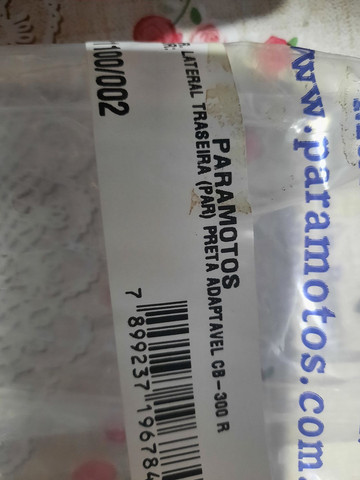 www.paramotos.com.
PARAMOTOS
LATERAL TRASEIRA (PAR) PRETA ADAPTAVEL CB-300 R
100/002
7 899237 196784